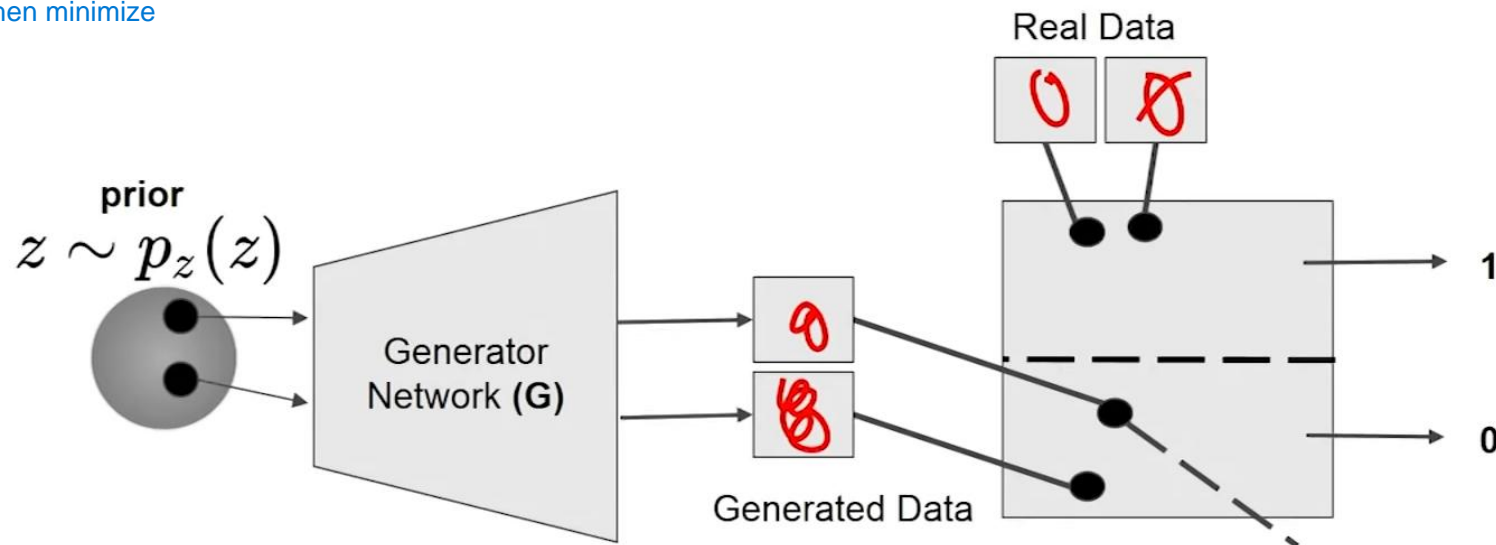 hen minimize
Real Data
prior
z ∼ p_z(z)
1
Generator
Network (G)
0
Generated Data